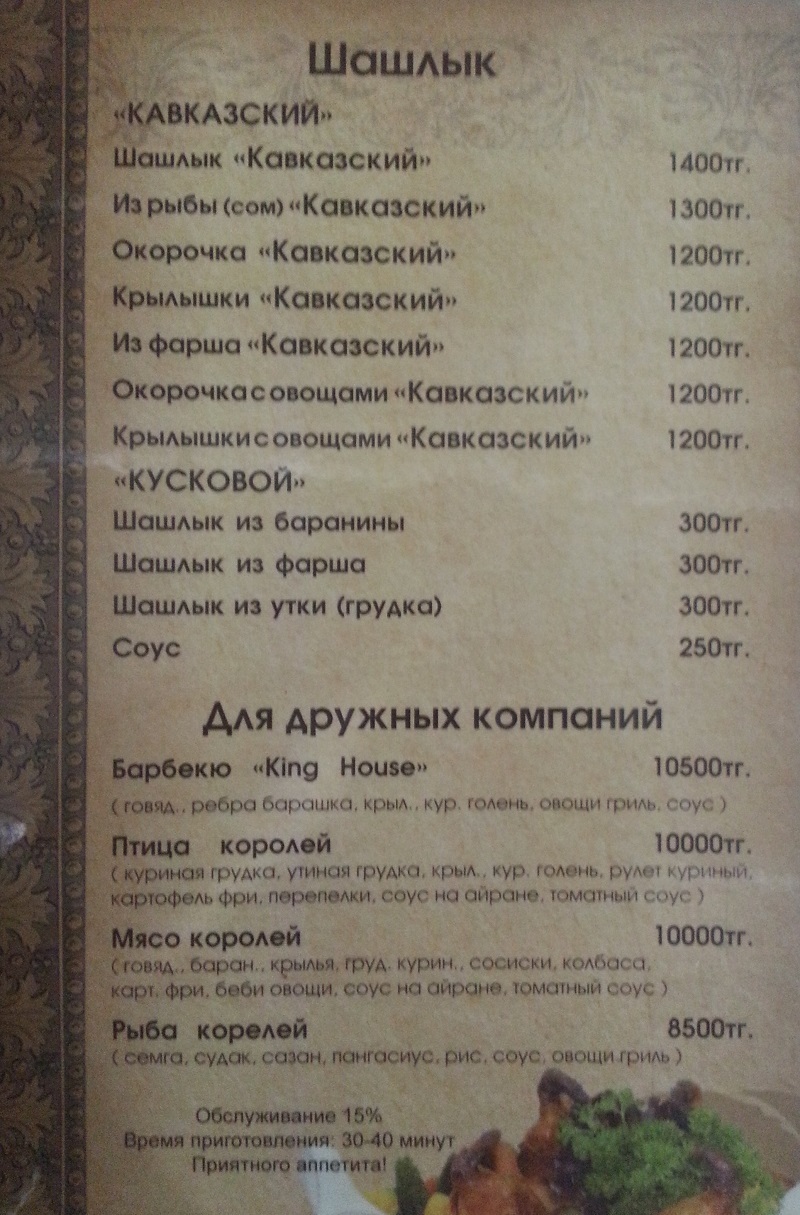 Шашлык
«КАВКАЗСКИЙ»
Шашлык «Кавказский» 1400тг.
Из рыбы (сом) «Кавказский» 1300тг.
Окорочка «Кавказский» 1200тг.
Крылышки «Кавказский» 1200тг.
Из фарша «Кавказский» 1200тг.
Окорочка с овощами «Кавказский» 1200тг.
Крылышки с овощами «Кавказский» 1200тг.
«КУСКОВОЙ»
Шашлык из баранины 300тг.
Шашлык из фарша 300тг.
Шашлык из утки (грудка) 300тг.
Соус 250тг.
Для дружных компаний
Барбекю «King House» 10500тг.
( говяд., ребра барашка, крыл., кур. голень, овощи гриль, соус )
Птица королей 10000тг.
( куриная грудка, утиная грудка, крыл., кур. голень, рулет куриный,
картофель фри, перепелки, соус на айране, томатный соус )
Мясо королей 10000тг.
( говяд., баран., крылья, груд. курин., сосиски, колбаса,
карт. фри, беби овощи, соус на айране, томатный соус )
Рыба корелей 8500тг.
( семга, судак, сазан, пангасиус, рис, соус, овощи гриль )
Обслуживание 15%
Время приготовления: 30-40 минут
Приятного аппетита!